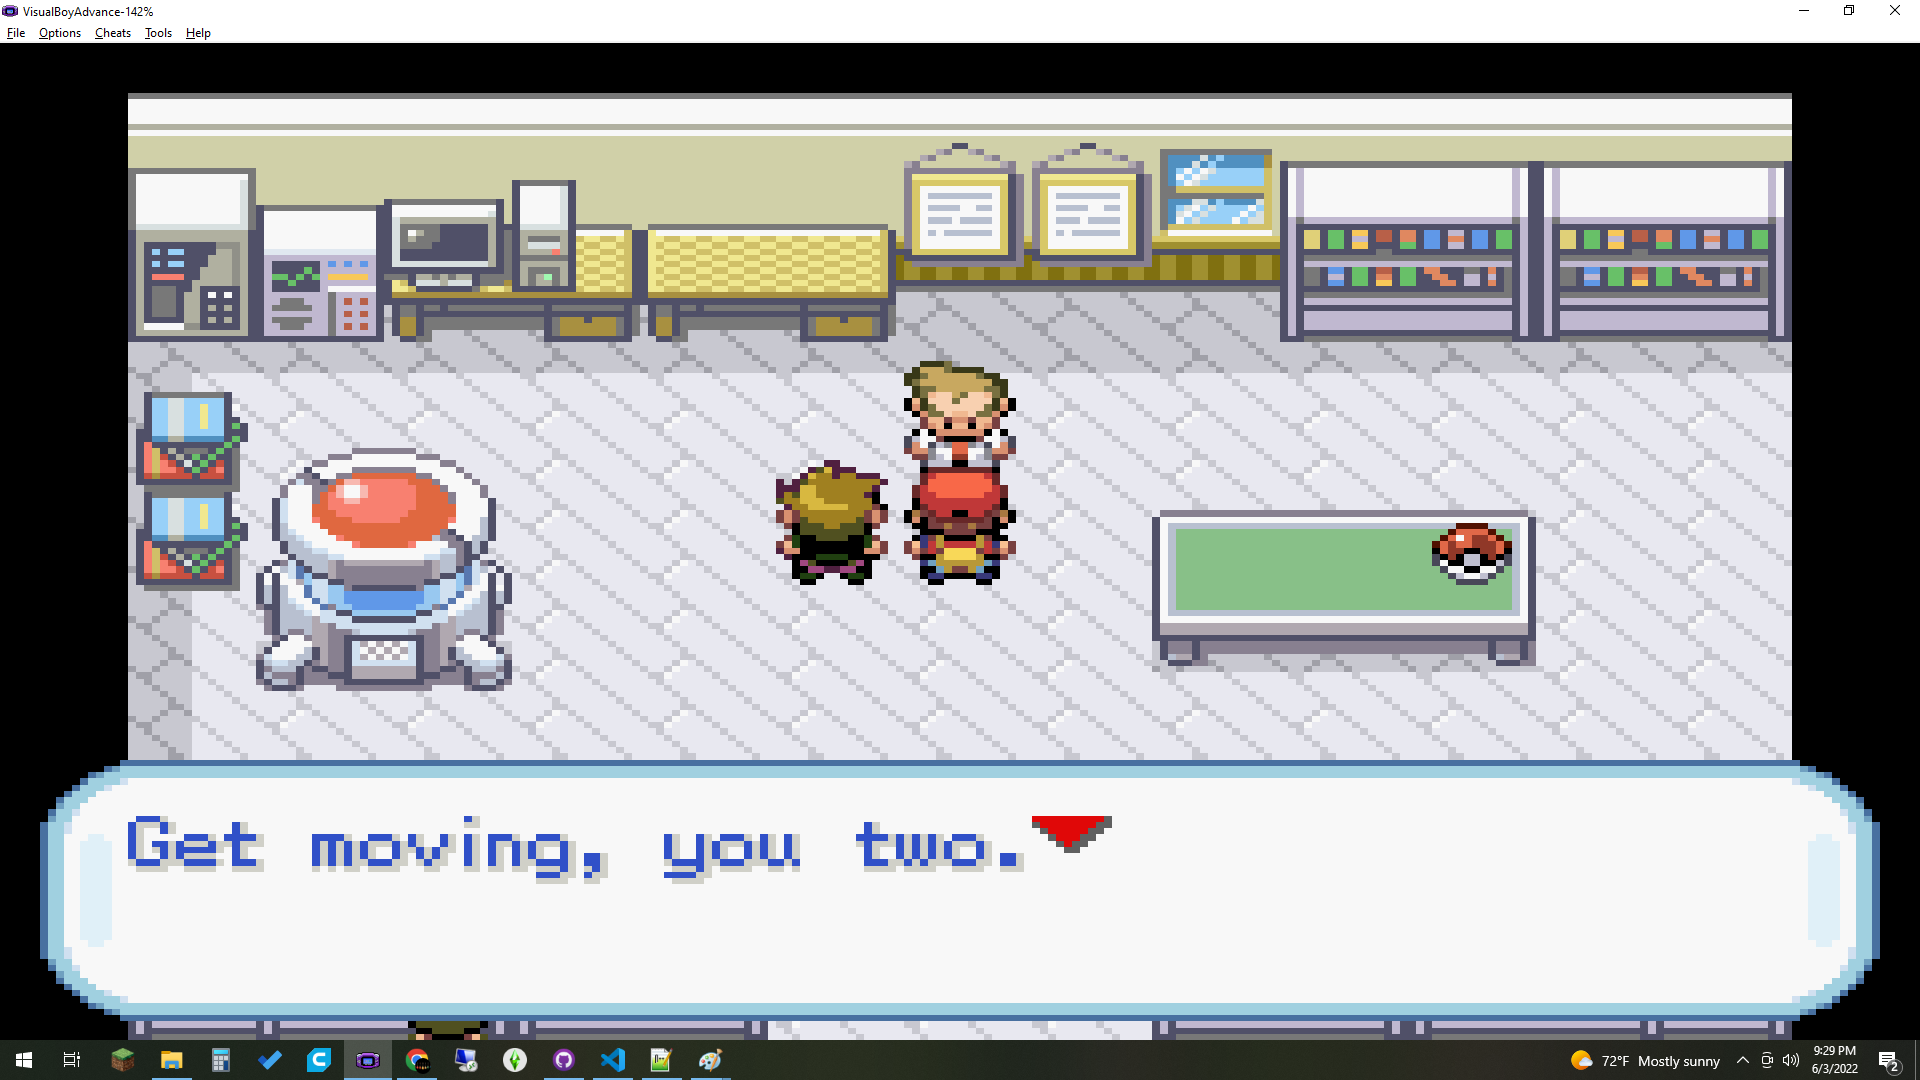 VisualBoyAdvance-142%
File Options Cheats Tools Help
Get moving, you two.
72°F Mostly sunny
9:29 PM
6/3/2022
2